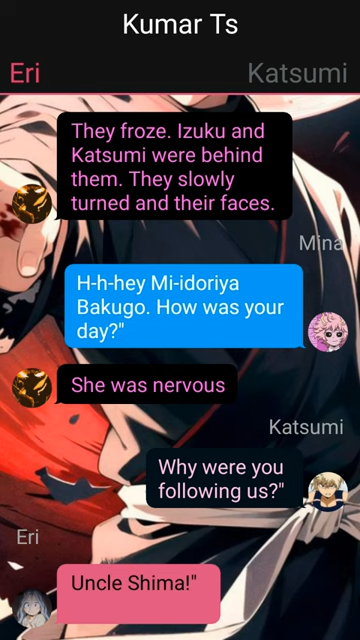 Kumar Ts
Eri
Katsumi
They froze. Izuku and
Katsumi were behind
them. They slowly
turned and their faces.
Mina
H-h-hey Mi-idoriya
Bakugo. How was your
day?"
She was nervous
Katsumi
Why were you
following us?"
Eri
Uncle Shima!"